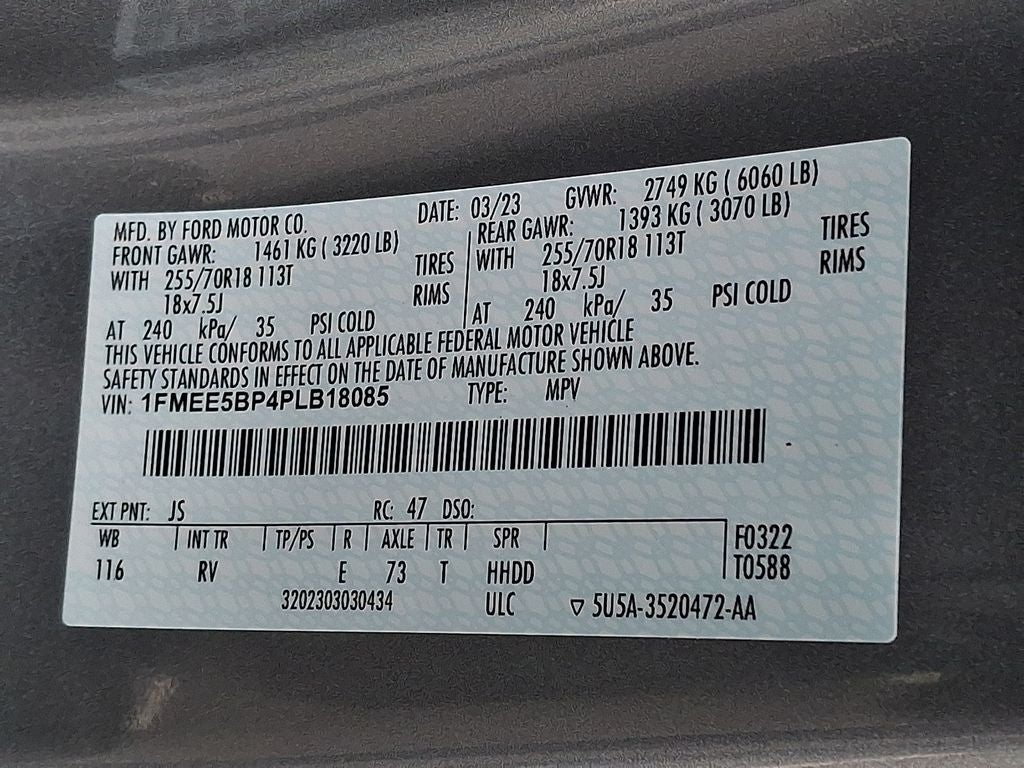 MFD. BY FORD MOTOR CO. DATE: 03/23 GVWR: 2749 KG ( 6060 LB)
FRONT GAWR: 1461 KG ( 3220 LB) REAR GAWR: 1393 KG ( 3070 LB)
WITH 255/70R18 113T TIRES WITH 255/70R18 113T TIRES
18x7.5J RIMS 18x7.5J RIMS
AT 240 kPa/ 35 PSI COLD AT 240 kPa/ 35 PSI COLD
THIS VEHICLE CONFORMS TO ALL APPLICABLE FEDERAL MOTOR VEHICLE
SAFETY STANDARDS IN EFFECT ON THE DATE OF MANUFACTURE SHOWN ABOVE.
VIN: 1FMEE5BP4PLB18085 TYPE: MPV
EXT PNT: JS RC: 47 DSO:
WB INT TR TP/PS R AXLE TR SPR F0322
116 RV E 73 T HHDD T0588
3202303030434 ULC ▽ 5U5A-3520472-AA